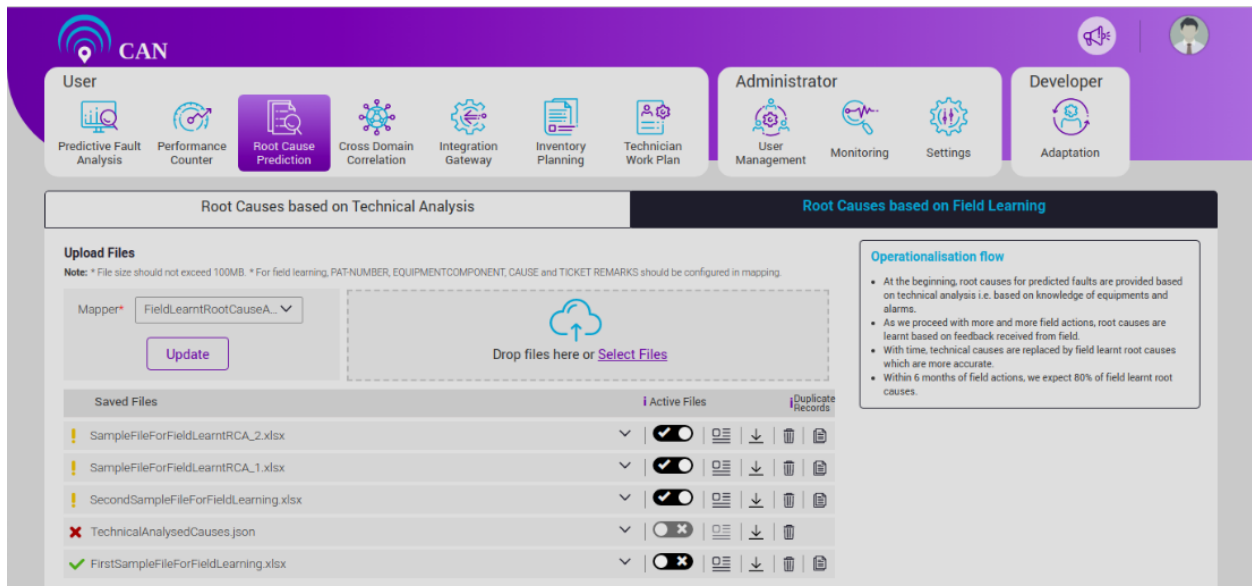 CAN
User
Administrator
Developer
Predictive Fault
Analysis
Performance
Counter
Root Cause
Prediction
Cross Domain
Correlation
Integration
Gateway
Inventory
Planning
Technician
Work Plan
User
Management
Monitoring
Settings
Adaptation
Root Causes based on Technical Analysis
Root Causes based on Field Learning
Upload Files
Note: * File size should not exceed 100MB. * For field learning, PAT-NUMBER, EQUIPMENTCOMPONENT, CAUSE and TICKET REMARKS should be configured in mapping.
Mapper*
FieldLearntRootCauseA...
Update
Drop files here or Select Files
Saved Files
i Active Files
i Duplicate
Records
SampleFileForFieldLearntRCA_2.xlsx
SampleFileForFieldLearntRCA_1.xlsx
SecondSampleFileForFieldLearning.xlsx
TechnicalAnalysedCauses.json
FirstSampleFileForFieldLearning.xlsx
Operationalisation flow
• At the beginning, root causes for predicted faults are provided based
on technical analysis i.e. based on knowledge of equipments and
alarms.
• As we proceed with more and more field actions, root causes are
learnt based on feedback received from field.
• With time, technical causes are replaced by field learnt root causes
which are more accurate.
• Within 6 months of field actions, we expect 80% of field learnt root
causes.